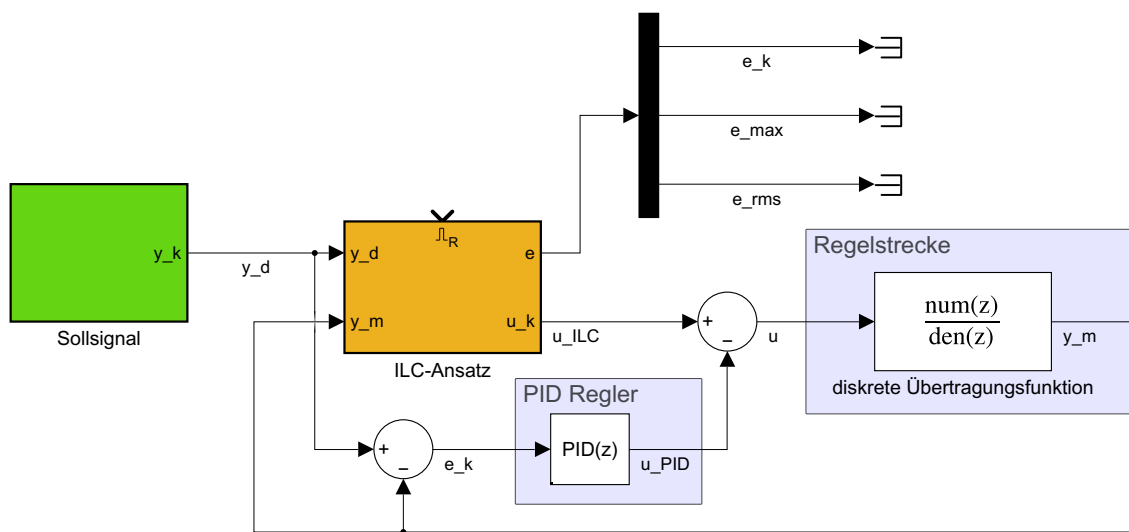 e_k
e_max
e_rms
y_k
y_d
Sollsignal
R
y_d
e
y_m
u_k
u_ILC
ILC-Ansatz
+
−
u
Regelstrecke
num(z)
den(z)
y_m
diskrete Übertragungsfunktion
PID Regler
+
−
e_k
PID(z)
u_PID